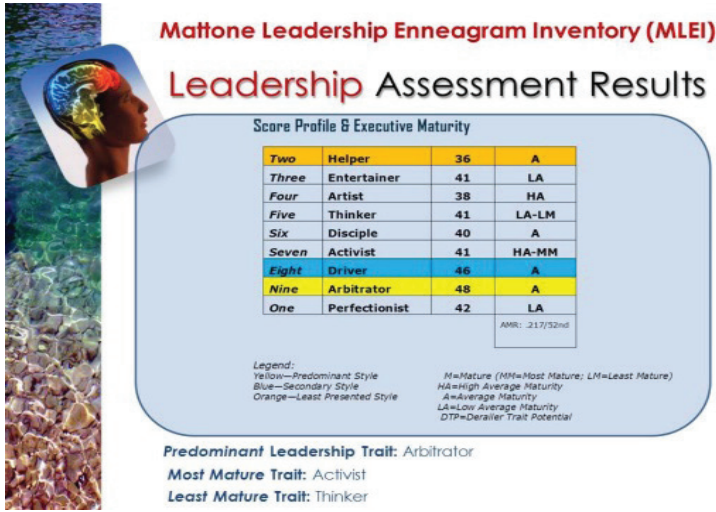 Mattone Leadership Enneagram Inventory (MLEI)
Leadership Assessment Results
Score Profile & Executive Maturity
Two Helper 36 A
Three Entertainer 41 LA
Four Artist 38 HA
Five Thinker 41 LA-LM
Six Disciple 40 A
Seven Activist 41 HA-MM
Eight Driver 46 A
Nine Arbitrator 48 A
One Perfectionist 42 LA
AMR: .217/52nd
Legend:
Yellow—Predominant Style
Blue—Secondary Style
Orange—Least Presented Style
M=Mature (MM=Most Mature; LM=Least Mature)
HA=High Average Maturity
A=Average Maturity
LA=Low Average Maturity
DTP=Derailer Trait Potential
Predominant Leadership Trait: Arbitrator
Most Mature Trait: Activist
Least Mature Trait: Thinker